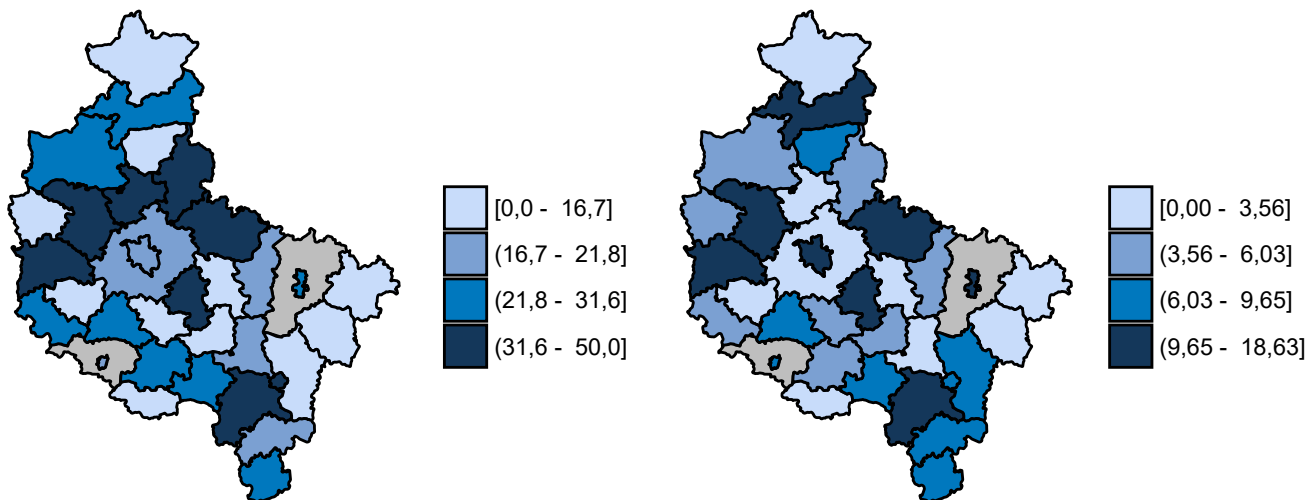 [0,0 - 16,7]
(16,7 - 21,8]
(21,8 - 31,6]
(31,6 - 50,0]
[0,00 - 3,56]
(3,56 - 6,03]
(6,03 - 9,65]
(9,65 - 18,63]